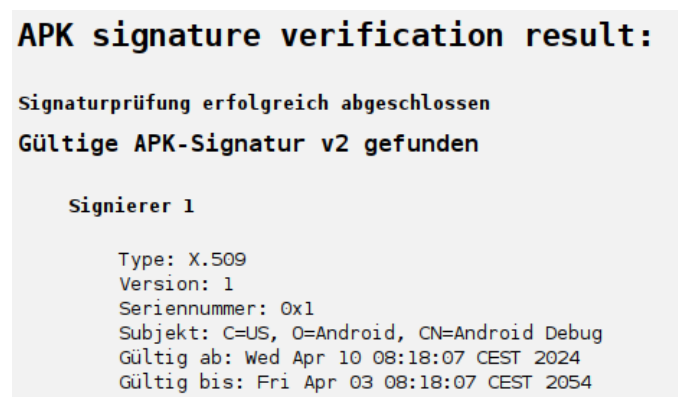 APK signature verification result:
Signaturprüfung erfolgreich abgeschlossen
Gültige APK-Signatur v2 gefunden
Signierer 1
Type: X.509
Version: 1
Seriennummer: 0x1
Subjekt: C=US, O=Android, CN=Android Debug
Gültig ab: Wed Apr 10 08:18:07 CEST 2024
Gültig bis: Fri Apr 03 08:18:07 CEST 2054